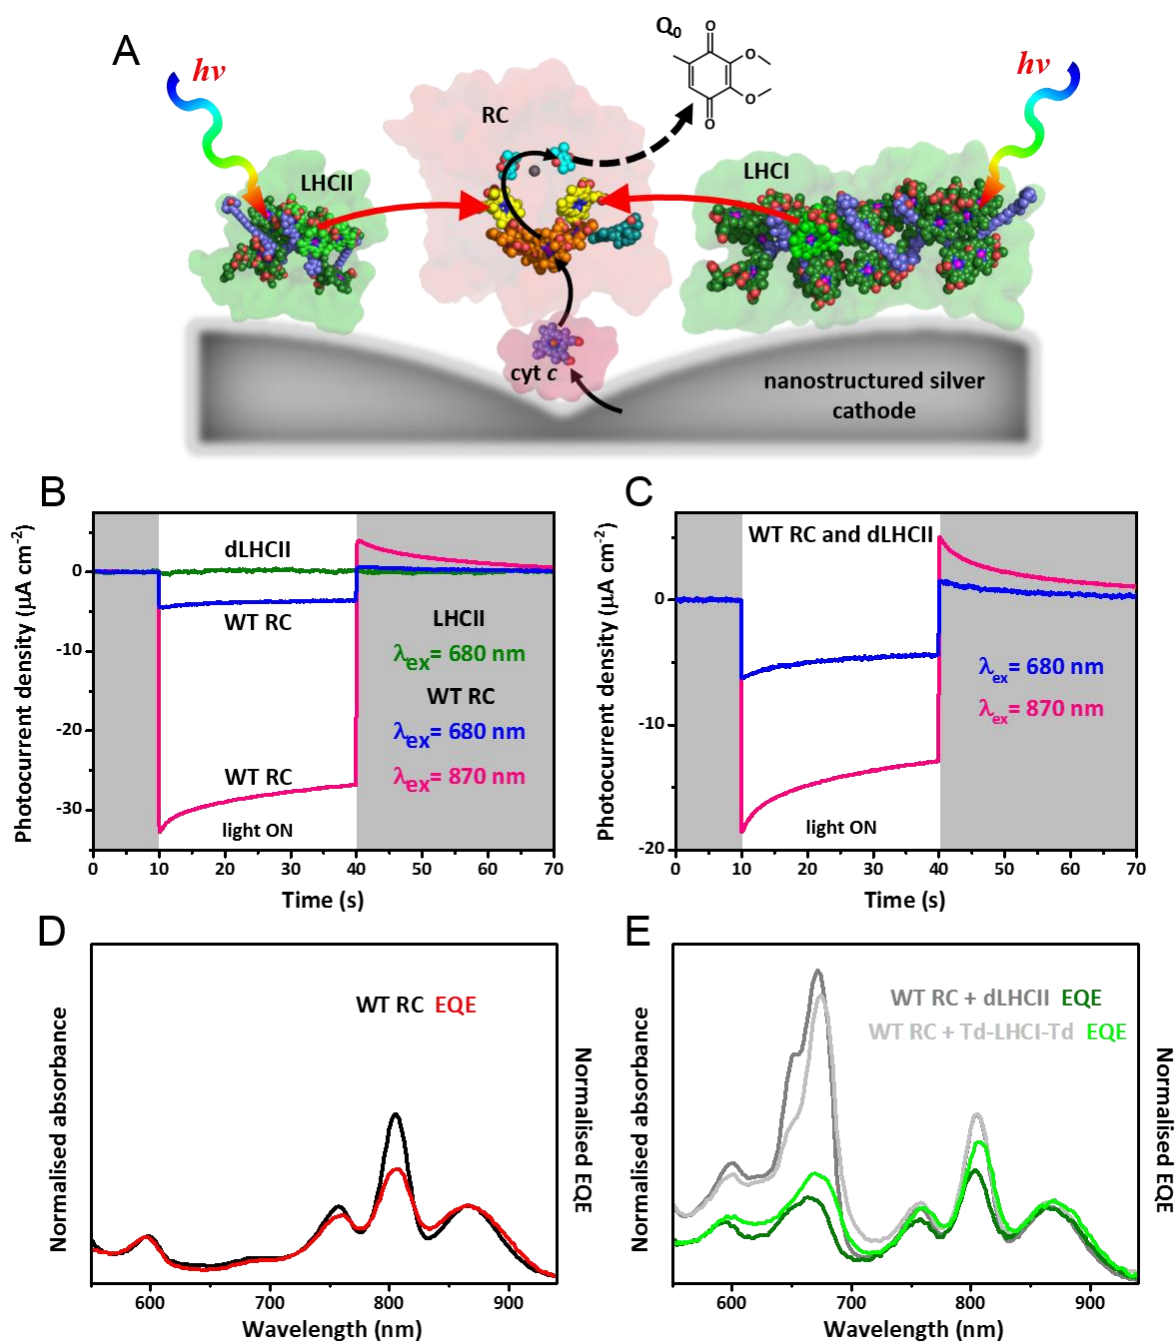 A
hν
LHCII
RC
Q₀
O
O
O
O
hν
LHCI
cyt c
nanostructured silver
cathode
B
Photocurrent density (µA cm⁻²)
0
-10
-20
-30
dLHCII
WT RC
LHCII
λex= 680 nm
WT RC
λex= 680 nm
λex= 870 nm
WT RC
light ON
0 10 20 30 40 50 60 70
Time (s)
C
Photocurrent density (µA cm⁻²)
0
-10
-20
WT RC and dLHCII
λex= 680 nm
λex= 870 nm
light ON
0 10 20 30 40 50 60 70
Time (s)
D
Normalised absorbance
WT RC EQE
Normalised EQE
600 700 800 900
Wavelength (nm)
E
Normalised absorbance
WT RC + dLHCII EQE
WT RC + Td-LHCI-Td EQE
Normalised EQE
600 700 800 900
Wavelength (nm)